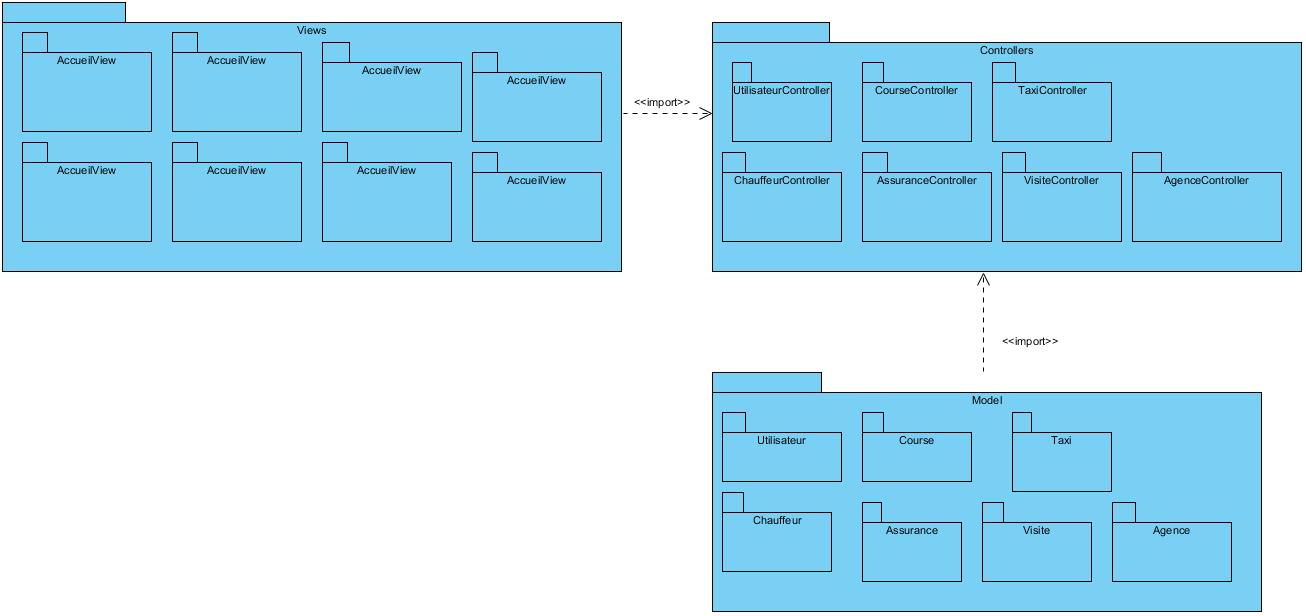 Views
AccueilView
AccueilView
AccueilView
AccueilView
AccueilView
AccueilView
AccueilView
AccueilView
<<import>>
Controllers
UtilisateurController
CourseController
TaxiController
ChauffeurController
AssuranceController
VisiteController
AgenceController
<<import>>
Model
Utilisateur
Course
Taxi
Chauffeur
Assurance
Visite
Agence